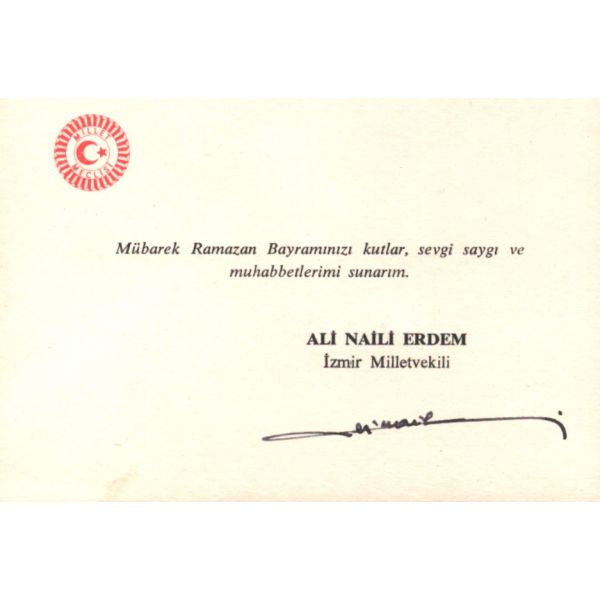 MİLLET
MECLİSİ
Mübarek Ramazan Bayramınızı kutlar, sevgi saygı ve
muhabbetlerimi sunarım.
ALİ NAİLİ ERDEM
İzmir Milletvekili